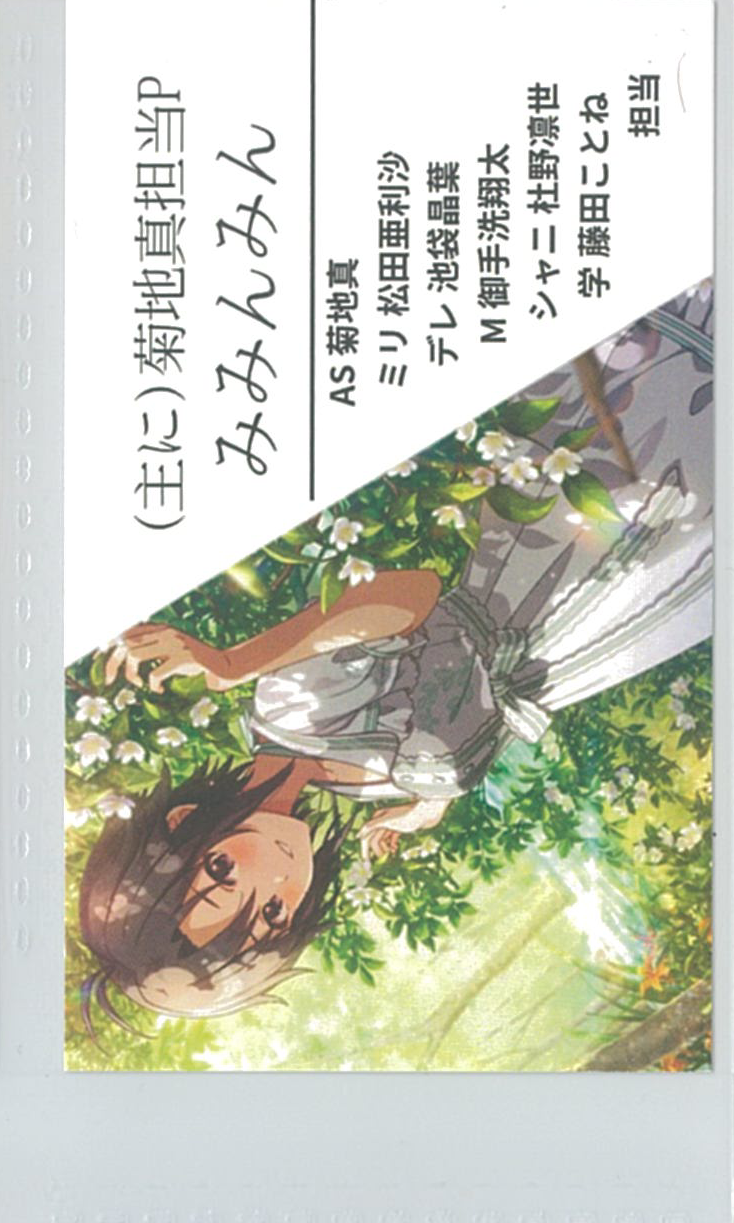 (主に)菊地真担当P
みみんみみん
AS 菊地真
ミリ 松田亜利沙
デレ 池袋晶葉
M 御手洗翔太
シャニ 杜野凛世
学 藤田ことね
担当